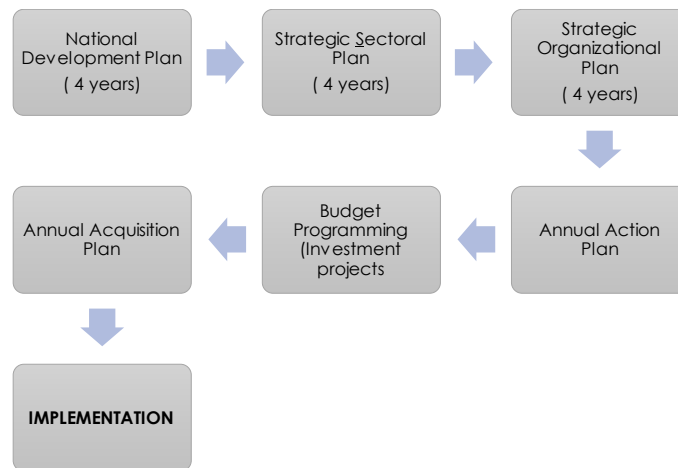 National
Development Plan
( 4 years)
Strategic Sectoral
Plan
( 4 years)
Strategic
Organizational
Plan
( 4 years)
Annual Action
Plan
Budget
Programming
(Investment
projects
Annual Acquisition
Plan
IMPLEMENTATION